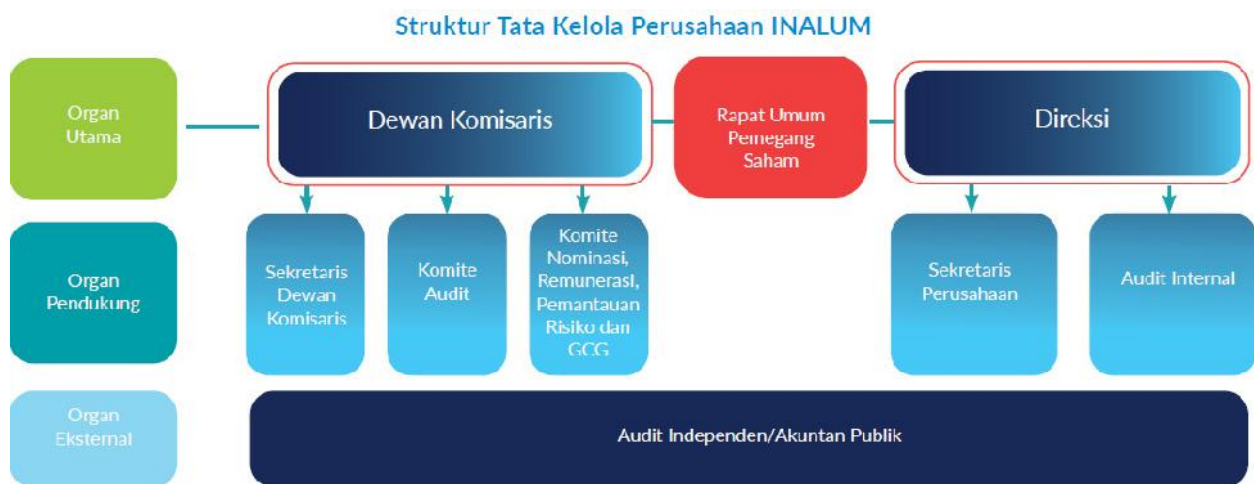 Struktur Tata Kelola Perusahaan INALUM
Organ
Utama
Dewan Komisaris
Rapat Umum
Pemegang
Saham
Direksi
Organ
Pendukung
Sekretaris
Dewan
Komisaris
Komite
Audit
Komite
Nominasi,
Remunerasi,
Pemantauan
Risiko dan
GCG
Sekretaris
Perusahaan
Audit Internal
Organ
Eksternal
Audit Independen/Akuntan Publik